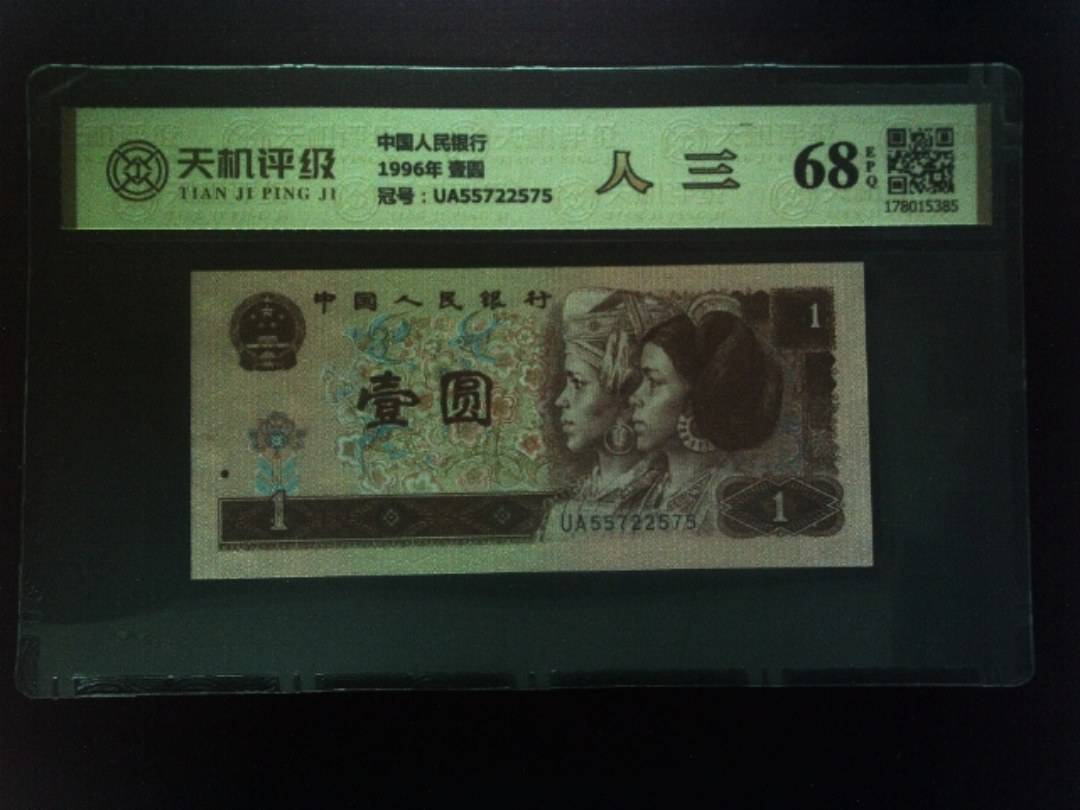 天机评级
TIAN JI PING JI
中国人民银行
1996年 壹圆
冠号：UA55722575
人 三
68
EPQ
178015385
中国人民银行
1
壹圆
1
UA55722575
1